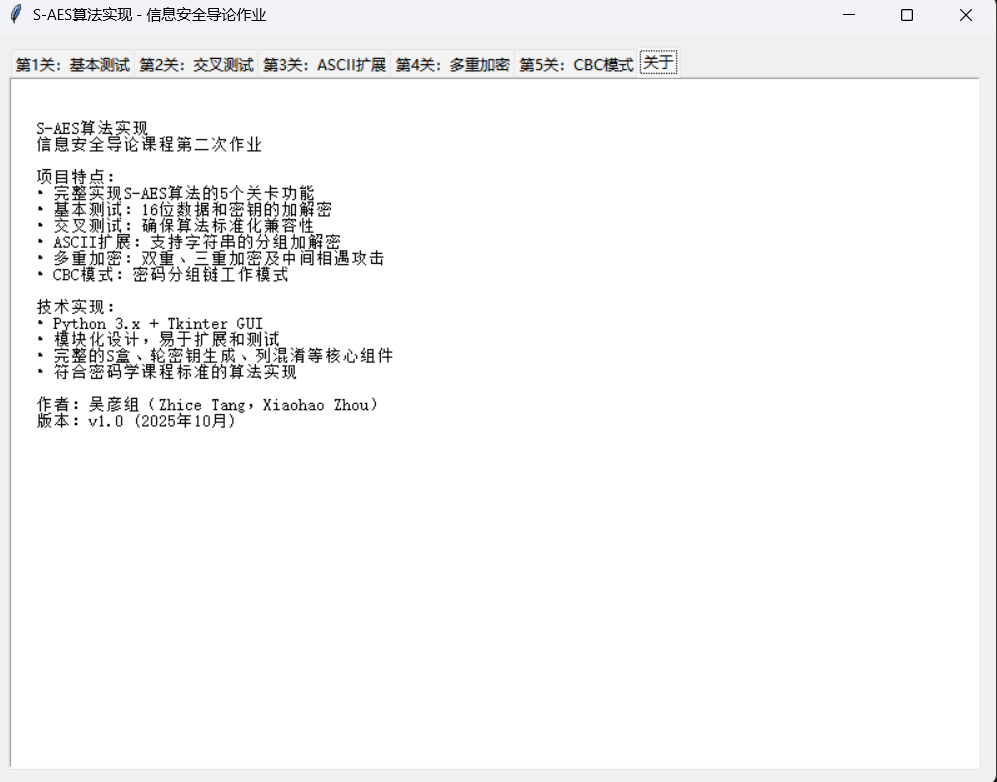 S-AES算法实现 - 信息安全导论作业
第1关：基本测试 第2关：交叉测试 第3关：ASCII扩展 第4关：多重加密 第5关：CBC模式 关于
S-AES算法实现
信息安全导论课程第二次作业
项目特点：
• 完整实现S-AES算法的5个关卡功能
• 基本测试：16位数据和密钥的加解密
• 交叉测试：确保算法标准化兼容性
• ASCII扩展：支持字符串的分组加解密
• 多重加密：双重、三重加密及中间相遇攻击
• CBC模式：密码分组链工作模式
技术实现：
• Python 3.x + Tkinter GUI
• 模块化设计，易于扩展和测试
• 完整的S盒、轮密钥生成、列混淆等核心组件
• 符合密码学课程标准的算法实现
作者：吴彦组（Zhice Tang，Xiaohao Zhou）
版本：v1.0 (2025年10月)